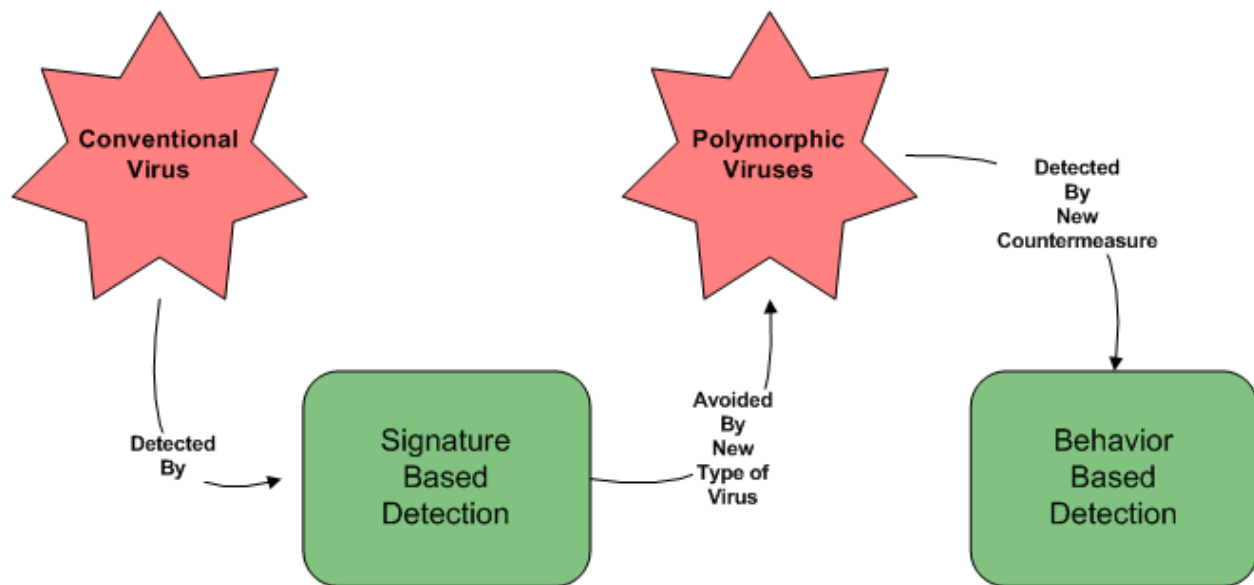 Conventional
Virus
Detected
By
Signature
Based
Detection
Avoided
By
New
Type of
Virus
Polymorphic
Viruses
Detected
By
New
Countermeasure
Behavior
Based
Detection